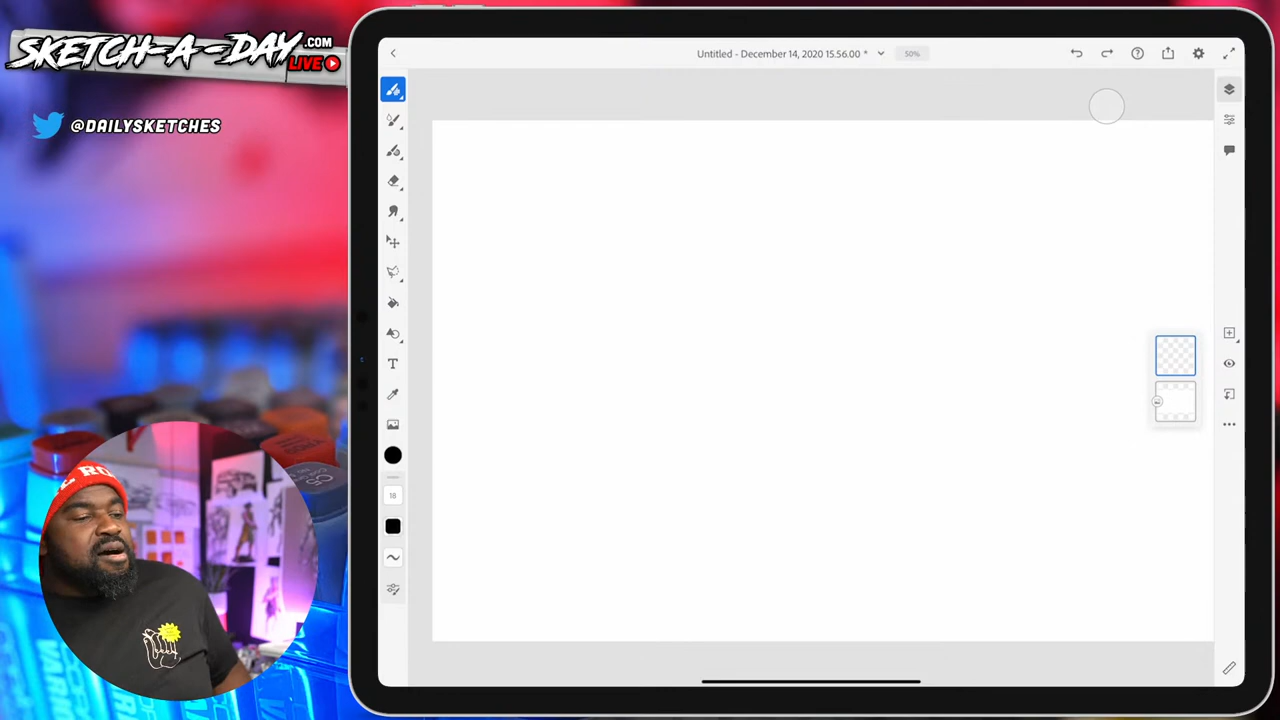 SKETCH-A-DAY.COM
LIVE
@DAILYSKETCHES
Untitled - December 14, 2020 15.56.00 *
50%
T
18